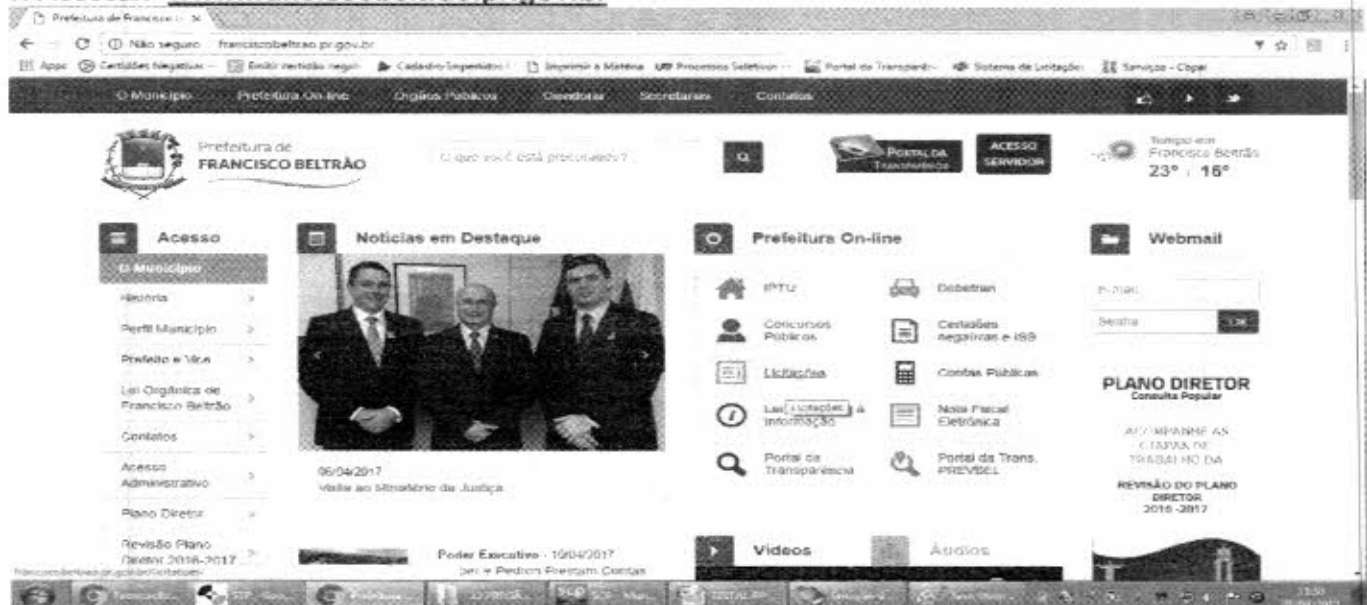 Prefeitura de Francisco
Não seguro franciscobeltrao.pr.gov.br
Apps Certidões Negativas Emitir certidão negat Cadastro Impedidos Imprimir a Matéria Processos Seletivos Portal da Transparên Sistema de Licitações Serviços - Copel
O Município Prefeitura On-line Órgãos Públicos Ouvidoria Secretarias Contatos
Prefeitura de
FRANCISCO BELTRÃO
O que você está procurando?
PORTAL DA
TRANSPARÊNCIA
ACESSO
SERVIDOR
Tempo em
Francisco Beltrão
23° 16°
Acesso
O Município
História
Perfil Município
Prefeito e Vice
Lei Orgânica de
Francisco Beltrão
Contatos
Acesso
Administrativo
Plano Diretor
Revisão Plano
Diretor 2016-2017
Notícias em Destaque
06/04/2017
Visita ao Ministério da Justiça
Poder Executivo - 10/04/2017
e Pedron Prestam Contas
Prefeitura On-line
IPTU
Debetran
Concursos
Públicos
Certidões
negativas e ISS
Licitações
Contas Públicas
Licitações
Informação
Nota Fiscal
Eletrônica
Portal da
Transparência
Portal da Trans.
PREVIBEL
Vídeos
Áudios
Webmail
E-mail
Senha
PLANO DIRETOR
Consulta Popular
ACOMPANHE AS
ETAPAS DE
TRABALHO DA
REVISÃO DO PLANO
DIRETOR
2016 -2017